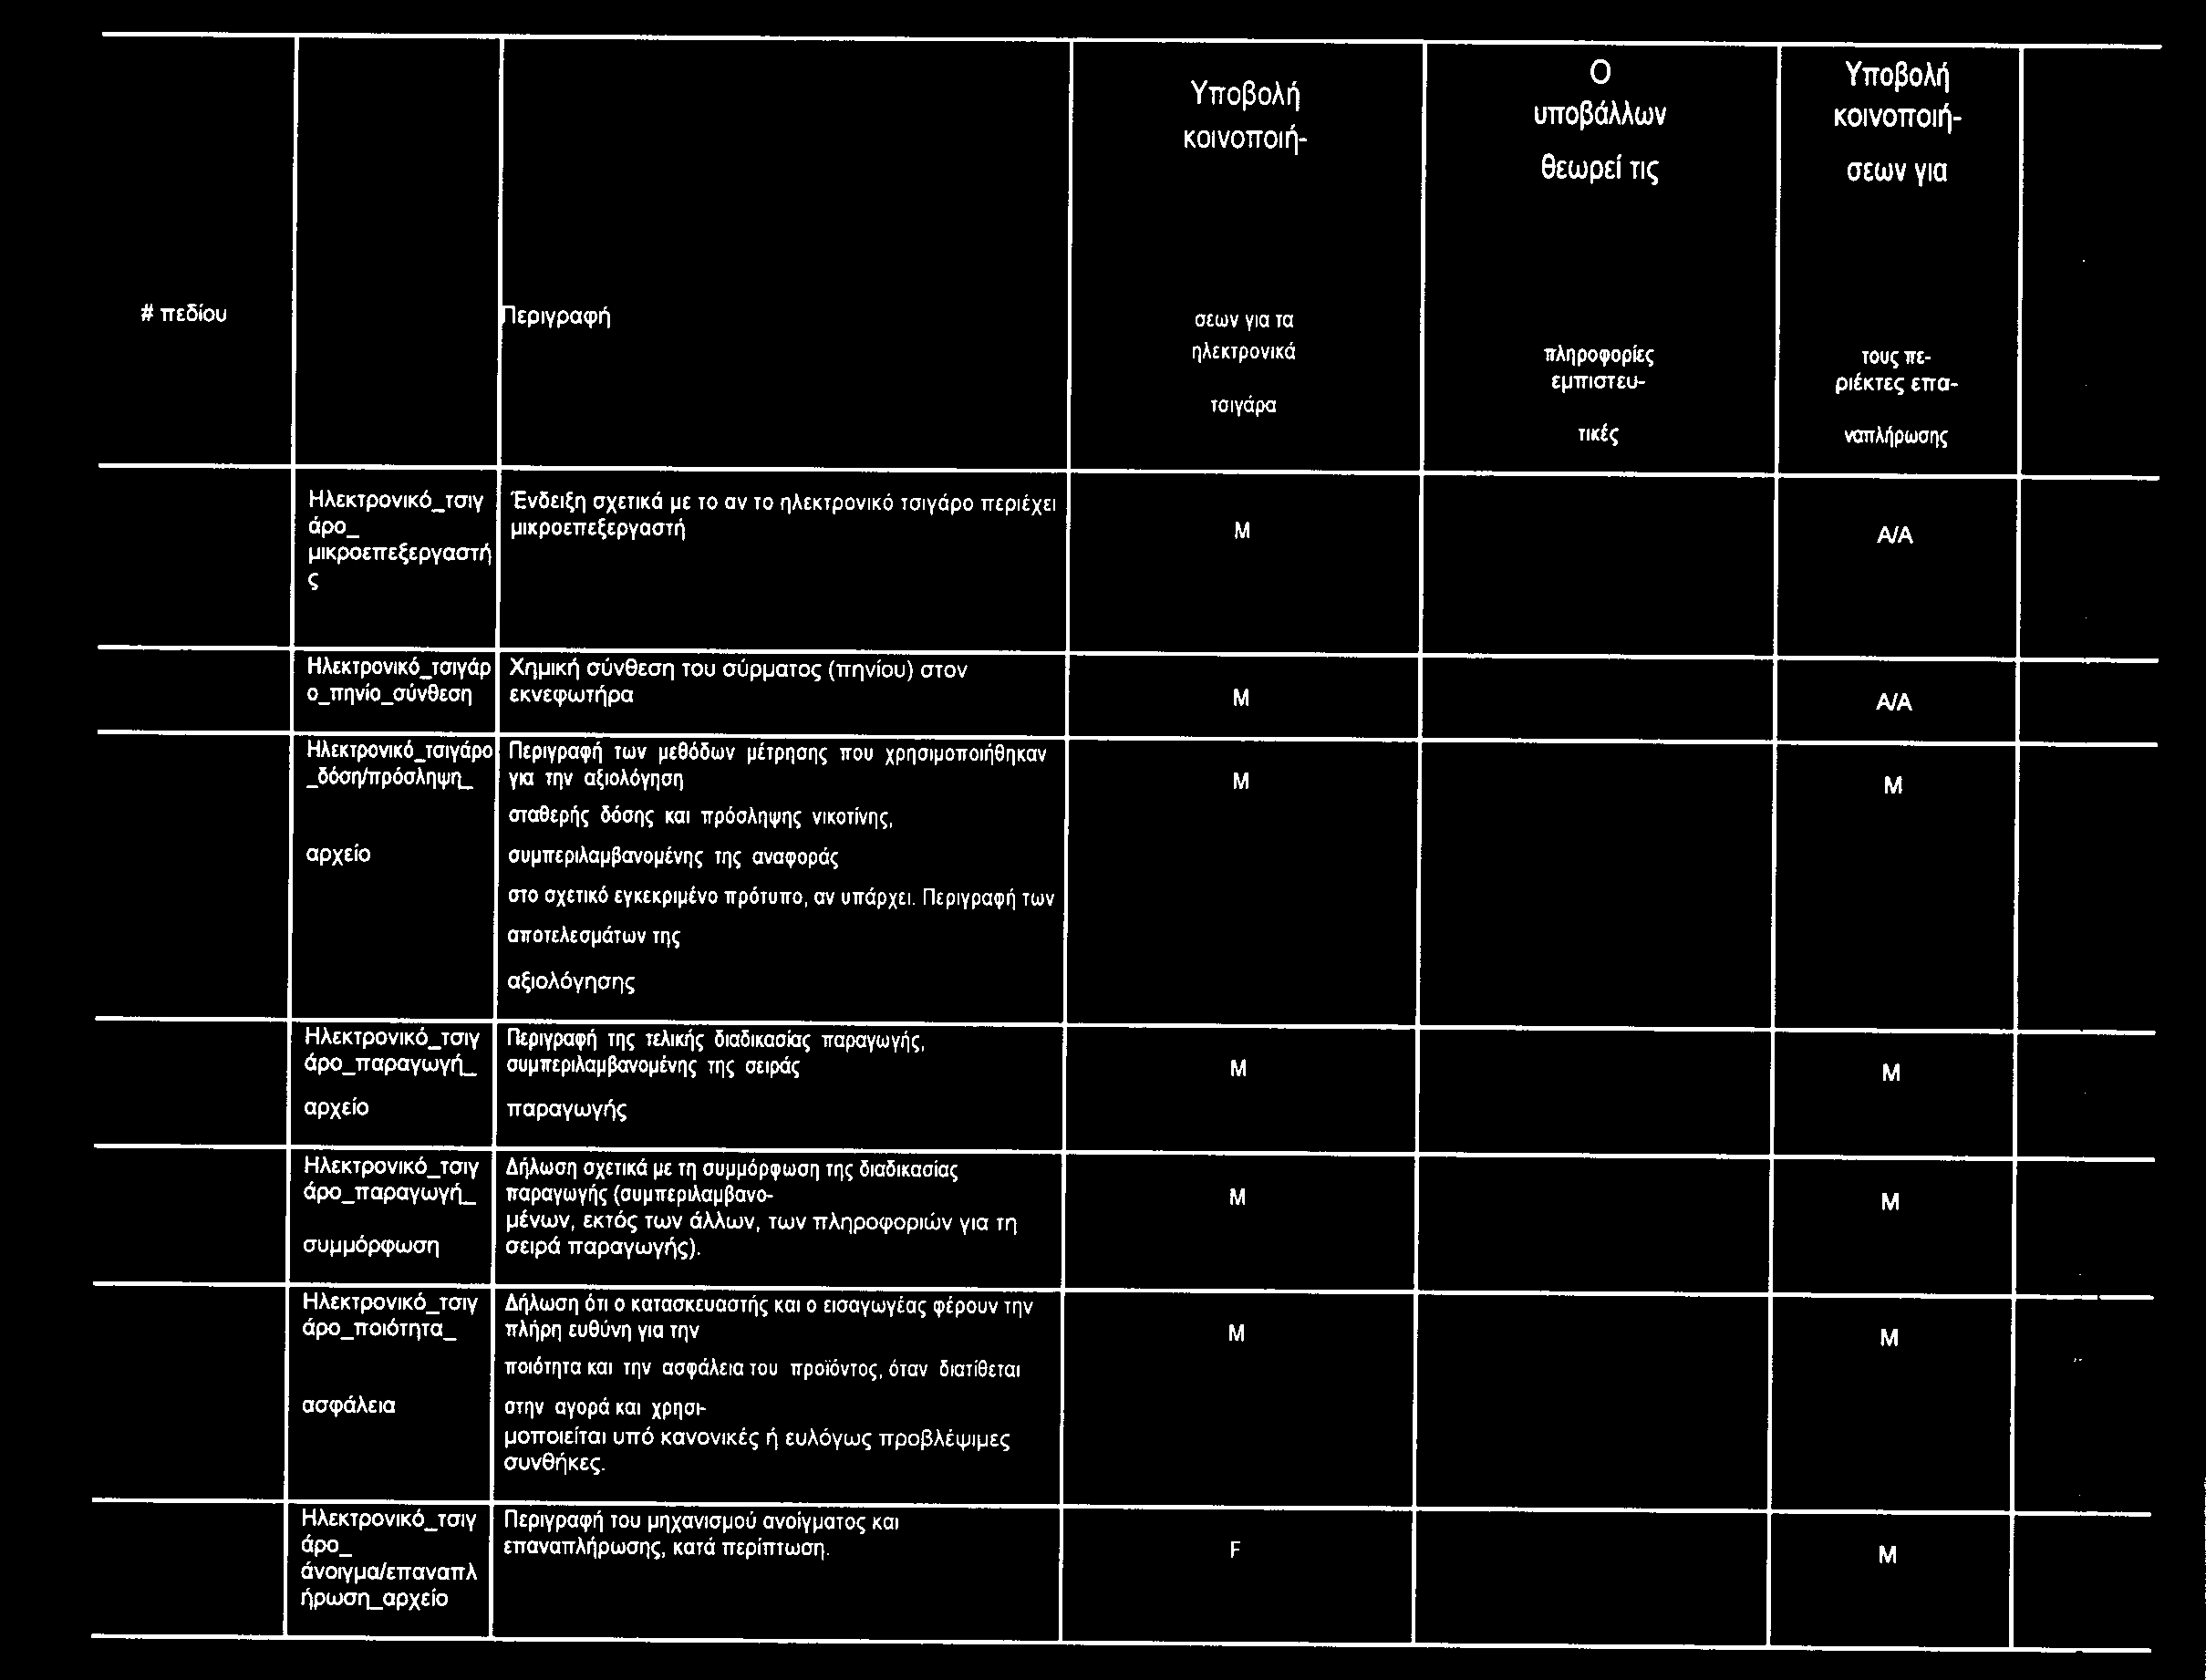 # πεδίου
Περιγραφή
Υποβολή
κοινοποιή-
σεων για τα
ηλεκτρονικά
τσιγάρα
Ο
υποβάλλων
θεωρεί τις
πληροφορίες
εμπιστευ-
τικές
Υποβολή
κοινοποιή-
σεων για
τους πε-
ριέκτες επα-
ναπλήρωσης
Ηλεκτρονικό_τσιγ
άρο_
μικροεπεξεργαστή
ς
Ένδειξη σχετικά με το αν το ηλεκτρονικό τσιγάρο περιέχει
μικροεπεξεργαστή
Μ
Α/Α
Ηλεκτρονικό_τσιγάρ
ο_πηνίο_σύνθεση
Χημική σύνθεση του σύρματος (πηνίου) στον
εκνεφωτήρα
Μ
Α/Α
Ηλεκτρονικό_τσιγάρο
_δόση/πρόσληψη_
αρχείο
Περιγραφή των μεθόδων μέτρησης που χρησιμοποιήθηκαν
για την αξιολόγηση
σταθερής δόσης και πρόσληψης νικοτίνης,
συμπεριλαμβανομένης της αναφοράς
στο σχετικό εγκεκριμένο πρότυπο, αν υπάρχει. Περιγραφή των
αποτελεσμάτων της
αξιολόγησης
Μ
Μ
Ηλεκτρονικό_τσιγ
άρο_παραγωγή_
αρχείο
Περιγραφή της τελικής διαδικασίας παραγωγής,
συμπεριλαμβανομένης της σειράς
παραγωγής
Μ
Μ
Ηλεκτρονικό_τσιγ
άρο_παραγωγή_
συμμόρφωση
Δήλωση σχετικά με τη συμμόρφωση της διαδικασίας
παραγωγής (συμπεριλαμβανο-
μένων, εκτός των άλλων, των πληροφοριών για τη
σειρά παραγωγής).
Μ
Μ
Ηλεκτρονικό_τσιγ
άρο_ποιότητα_
ασφάλεια
Δήλωση ότι ο κατασκευαστής και ο εισαγωγέας φέρουν την
πλήρη ευθύνη για την
ποιότητα και την ασφάλεια του προϊόντος, όταν διατίθεται
στην αγορά και χρησι-
μοποιείται υπό κανονικές ή ευλόγως προβλέψιμες
συνθήκες.
Μ
Μ
Ηλεκτρονικό_τσιγ
άρο_
άνοιγμα/επαναπλ
ήρωση_αρχείο
Περιγραφή του μηχανισμού ανοίγματος και
επαναπλήρωσης, κατά περίπτωση.
F
Μ